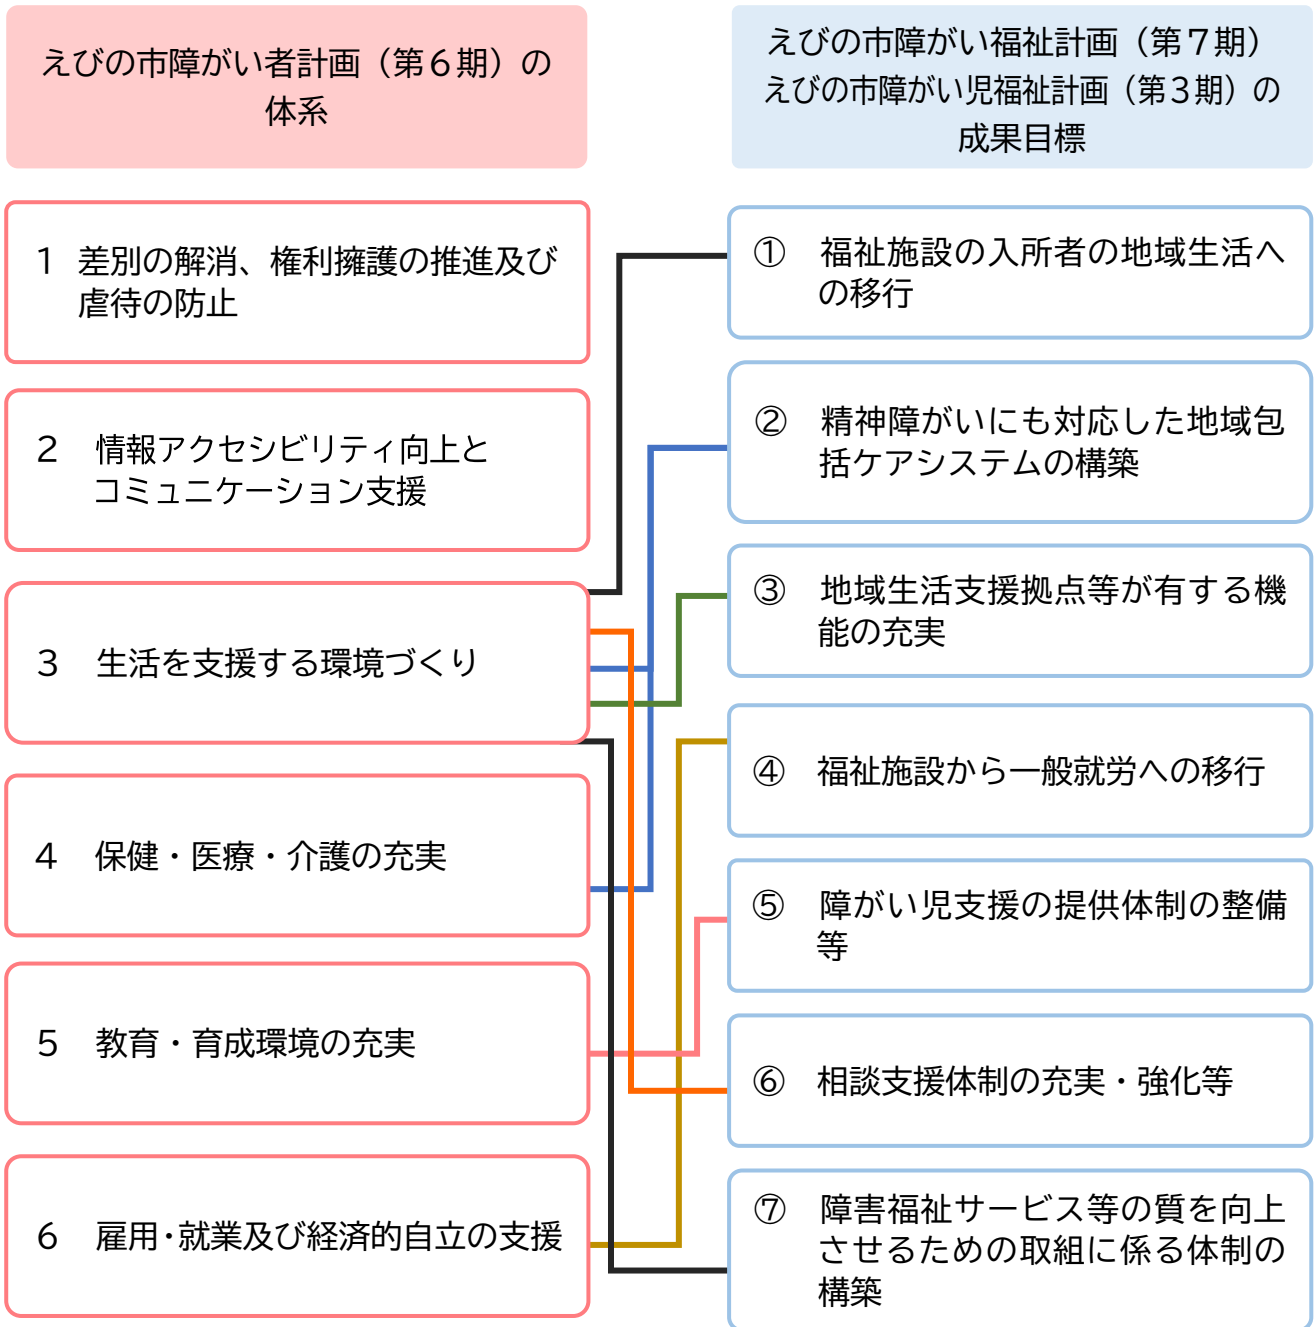 えびの市障がい者計画（第６期）の
体系
１ 差別の解消、権利擁護の推進及び
虐待の防止
２ 情報アクセシビリティ向上と
コミュニケーション支援
３ 生活を支援する環境づくり
４ 保健・医療・介護の充実
５ 教育・育成環境の充実
６ 雇用・就業及び経済的自立の支援
えびの市障がい福祉計画（第７期）
えびの市障がい児福祉計画（第３期）の
成果目標
① 福祉施設の入所者の地域生活へ
の移行
② 精神障がいにも対応した地域包
括ケアシステムの構築
③ 地域生活支援拠点等が有する機
能の充実
④ 福祉施設から一般就労への移行
⑤ 障がい児支援の提供体制の整備
等
⑥ 相談支援体制の充実・強化等
⑦ 障害福祉サービス等の質を向上
させるための取組に係る体制の
構築